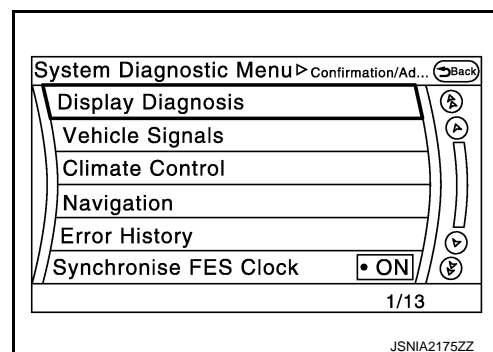 System Diagnostic Menu▷Confirmation/Ad... Back
Display Diagnosis
Vehicle Signals
Climate Control
Navigation
Error History
Synchronise FES Clock • ON
1/13
JSNIA2175ZZ